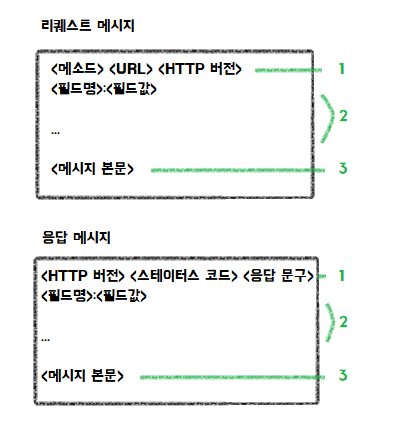 리퀘스트 메시지
<메소드> <URL> <HTTP 버전> 1
<필드명>:<필드값>
2
...
<메시지 본문> 3
응답 메시지
<HTTP 버전> <스테이터스 코드> <응답 문구> 1
<필드명>:<필드값>
2
...
<메시지 본문> 3